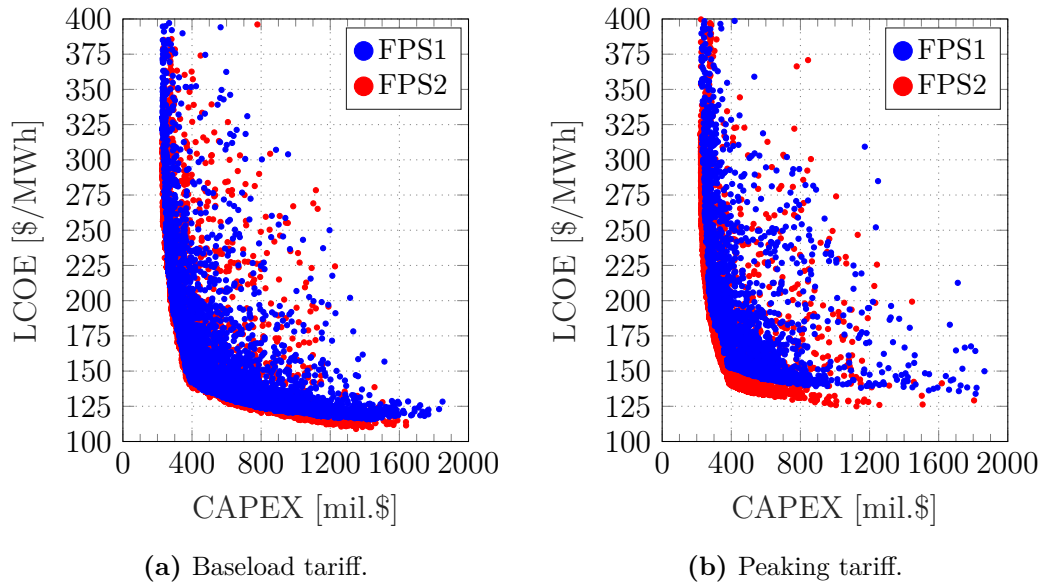 400
375
350
325
300
275
250
225
200
175
150
125
100
LCOE [$/MWh]
0 400 800 1200 1600 2000
CAPEX [mil.$]
FPS1
FPS2
(a) Baseload tariff.
400
375
350
325
300
275
250
225
200
175
150
125
100
LCOE [$/MWh]
0 400 800 1200 1600 2000
CAPEX [mil.$]
FPS1
FPS2
(b) Peaking tariff.